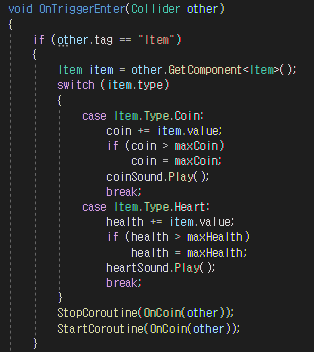 void OnTriggerEnter(Collider other)
{
    if (other.tag == "Item")
    {
        Item item = other.GetComponent<Item>();
        switch (item.type)
        {
            case Item.Type.Coin:
                coin += item.value;
                if (coin > maxCoin)
                    coin = maxCoin;
                coinSound.Play();
                break;
            case Item.Type.Heart:
                health += item.value;
                if (health > maxHealth)
                    health = maxHealth;
                heartSound.Play();
                break;
        }
        StopCoroutine(OnCoin(other));
        StartCoroutine(OnCoin(other));
    }